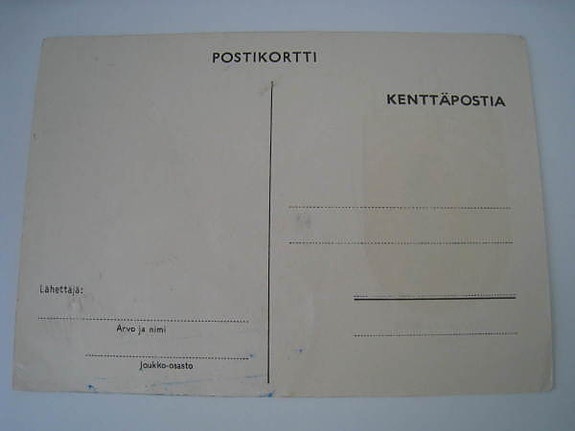 POSTIKORTTI
KENTTÄPOSTIA
Lähettäjä:
Arvo ja nimi
Joukko-osasto